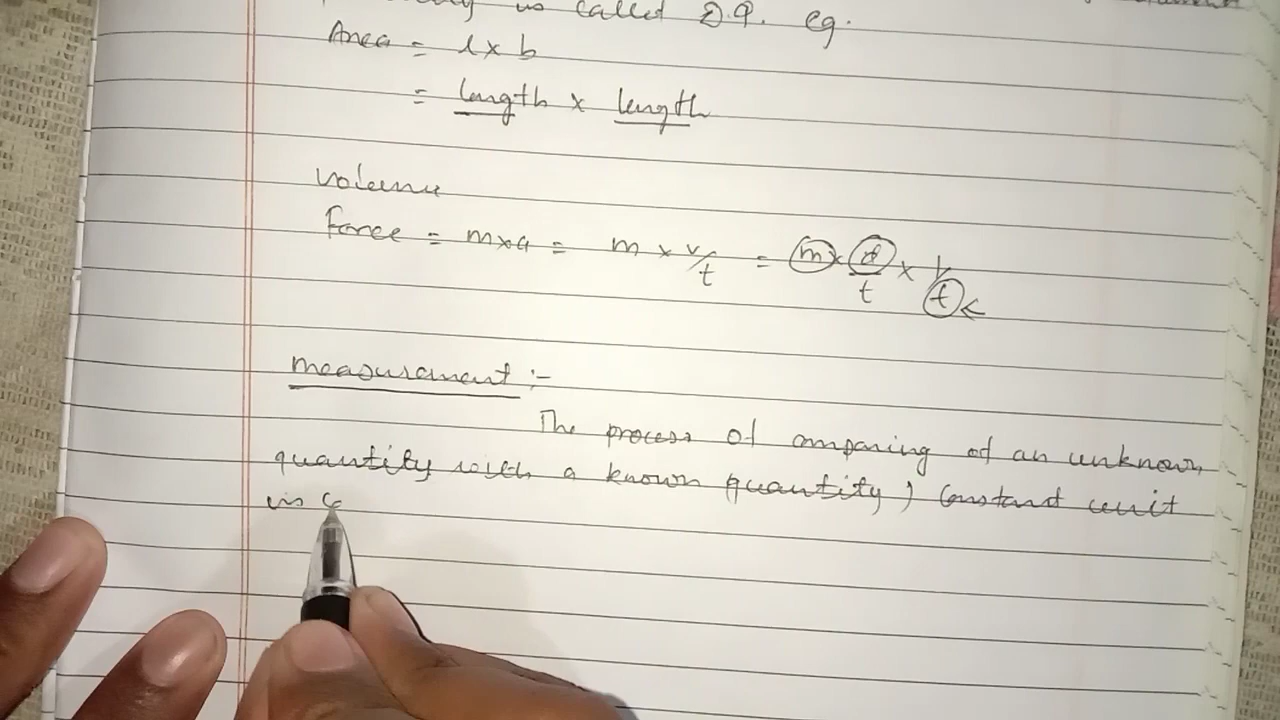 is called D.Q. eg.
Area = l x b
= length x length
Volume
Force = m x a = m x v/t = m x d/t x 1/t <
Measurement :-
The process of comparing of an unknown
quantity with a known quantity / Constant unit
is c